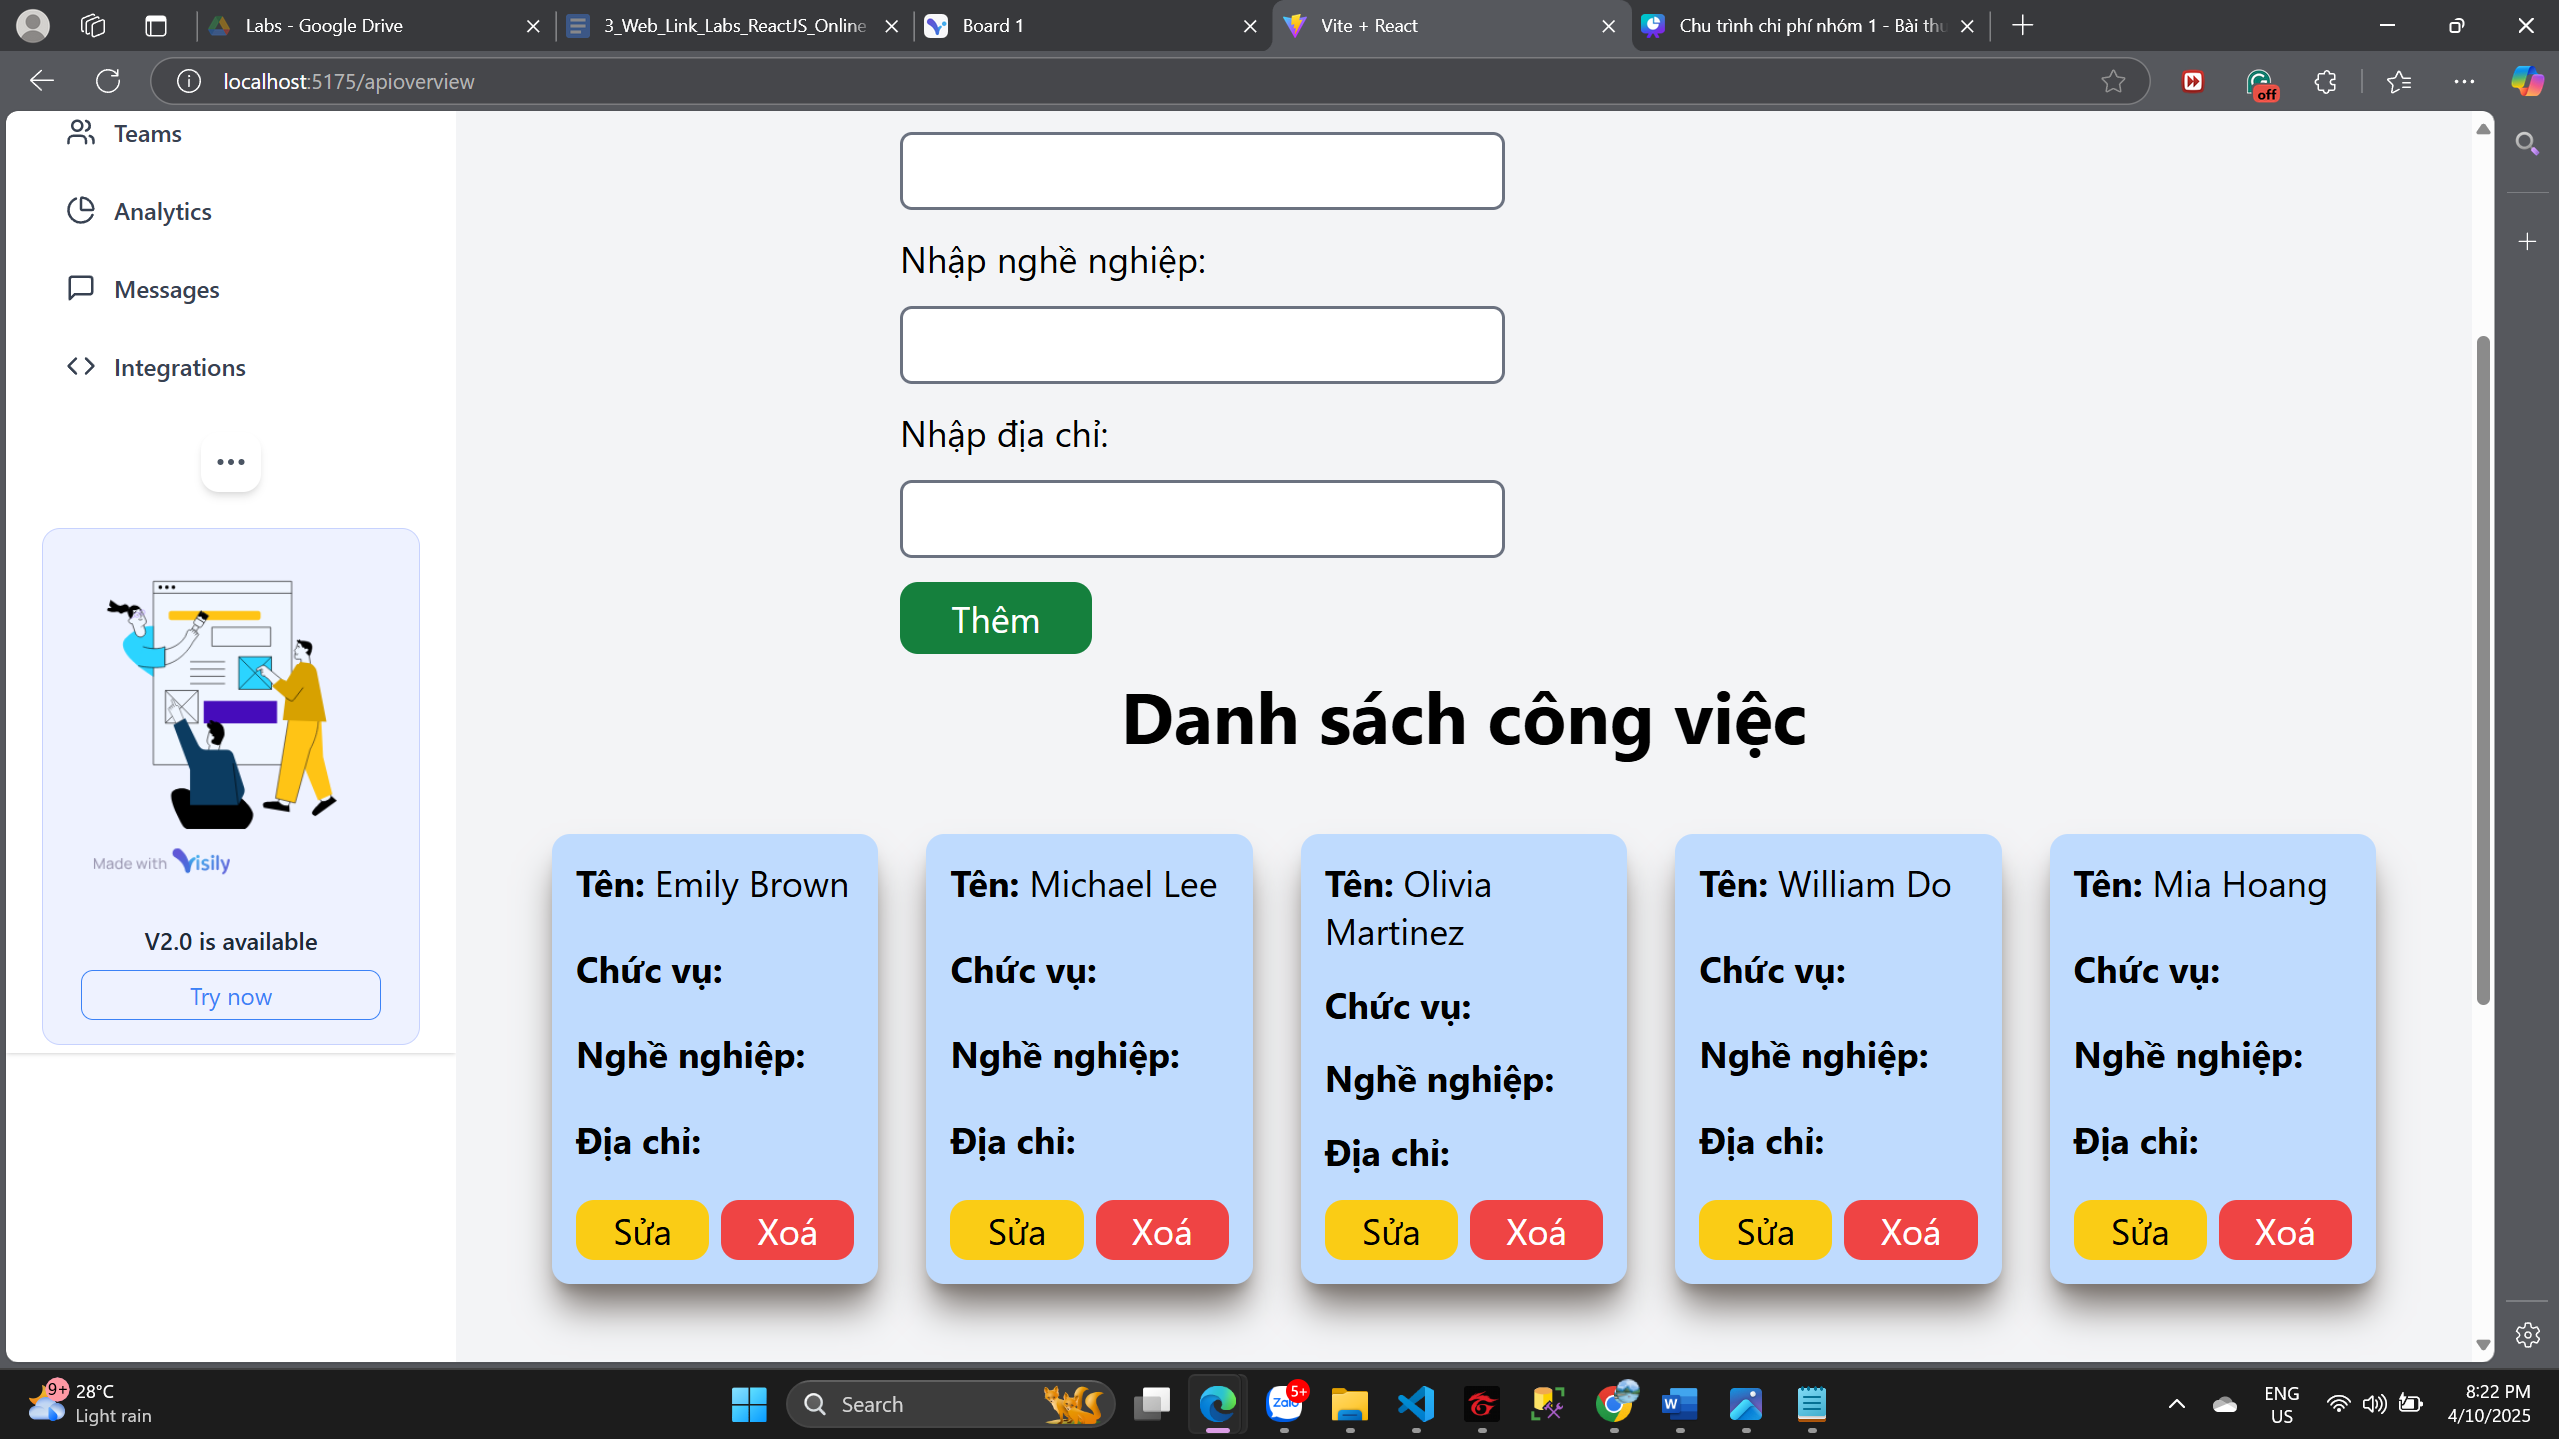 Labs - Google Drive
3_Web_Link_Labs_ReactJS_Online
Board 1
Vite + React
Chu trình chi phí nhóm 1 - Bài thu
localhost:5175/apioverview
off
Teams
Analytics
Messages
Integrations
Made with Visily
V2.0 is available
Try now
Nhập nghề nghiệp:
Nhập địa chỉ:
Thêm
Danh sách công việc
Tên: Emily Brown
Chức vụ:
Nghề nghiệp:
Địa chỉ:
Sửa Xoá
Tên: Michael Lee
Chức vụ:
Nghề nghiệp:
Địa chỉ:
Sửa Xoá
Tên: Olivia
Martinez
Chức vụ:
Nghề nghiệp:
Địa chỉ:
Sửa Xoá
Tên: William Do
Chức vụ:
Nghề nghiệp:
Địa chỉ:
Sửa Xoá
Tên: Mia Hoang
Chức vụ:
Nghề nghiệp:
Địa chỉ:
Sửa Xoá
9+
28°C
Light rain
Search
Zalo
5+
W
ENG
US
8:22 PM
4/10/2025